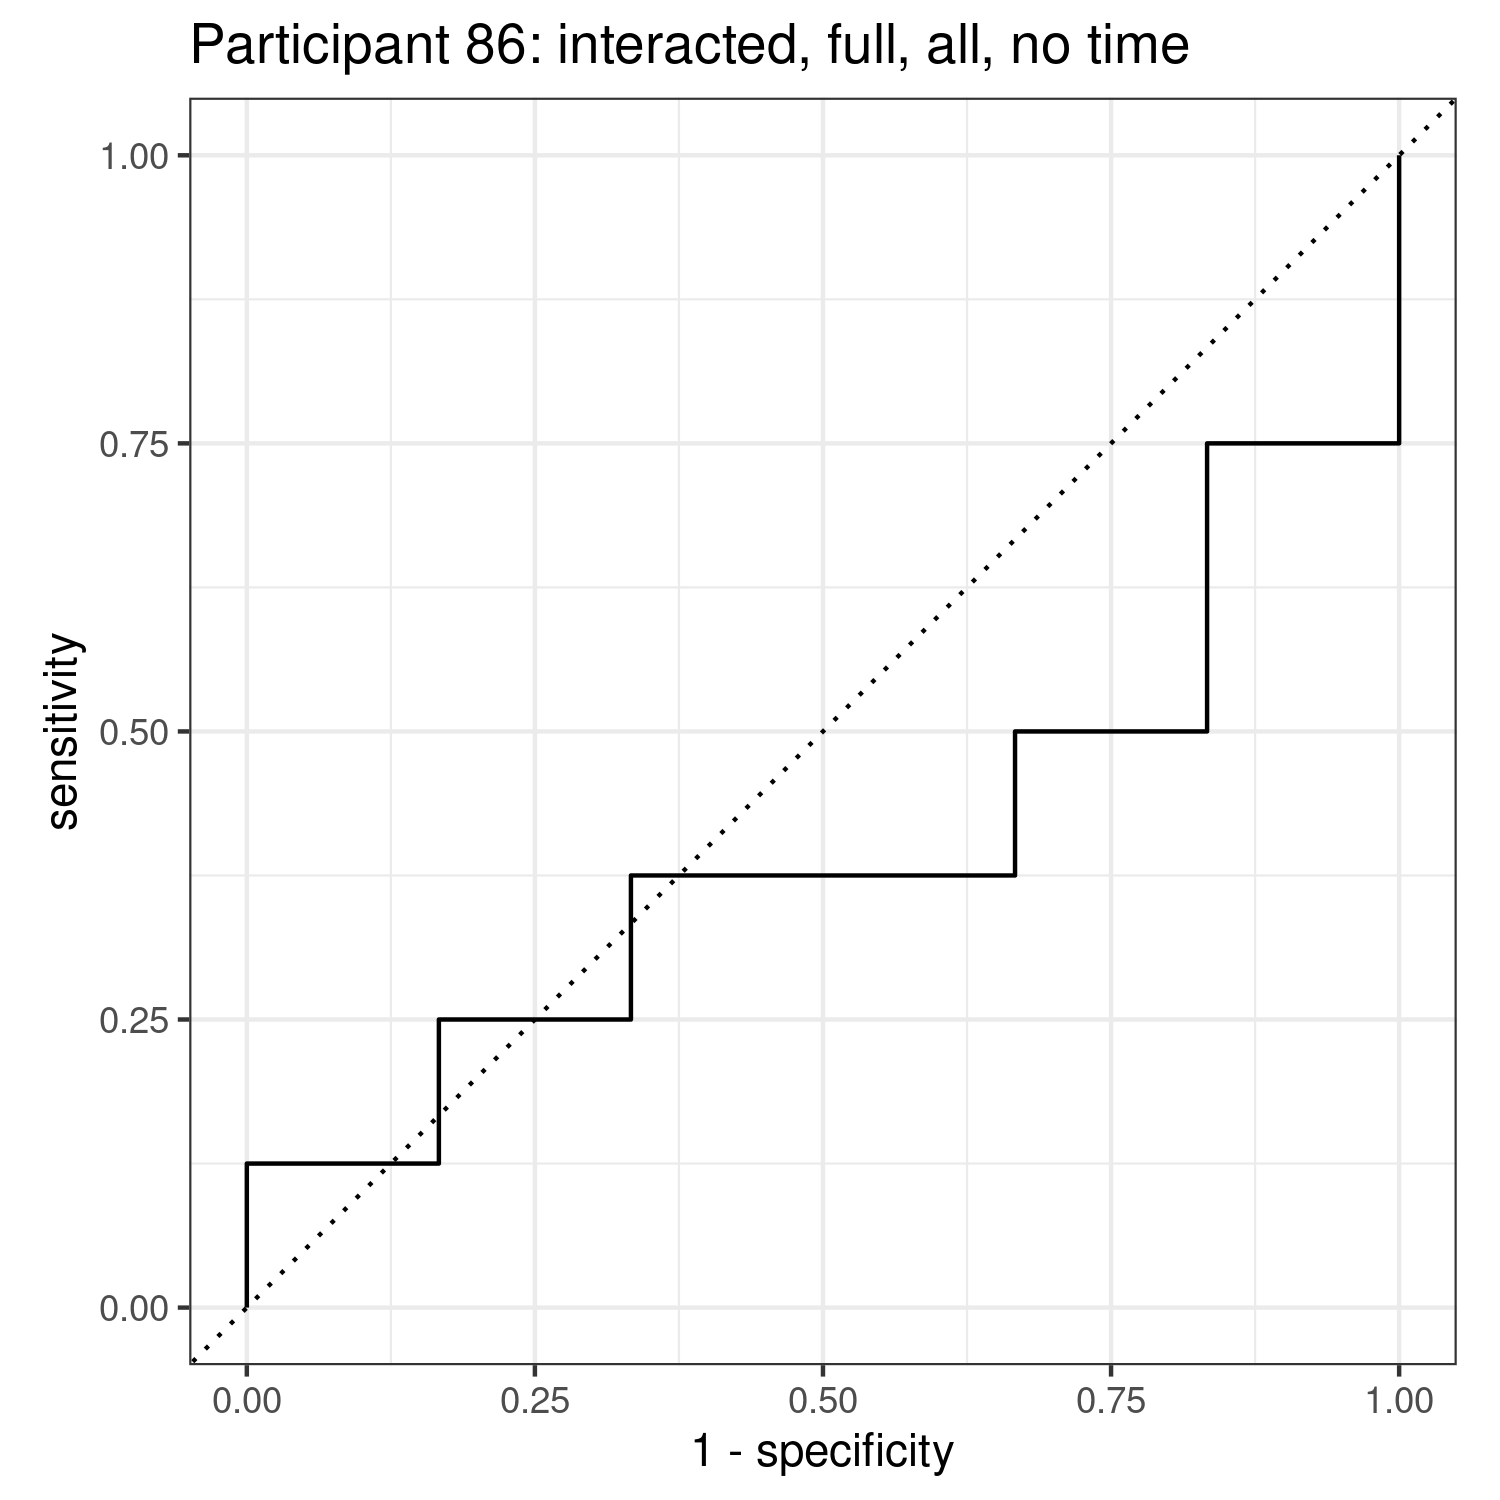 Participant 86: interacted, full, all, no time
1.00
0.75
0.50
0.25
0.00
sensitivity
0.00 0.25 0.50 0.75 1.00
1 - specificity